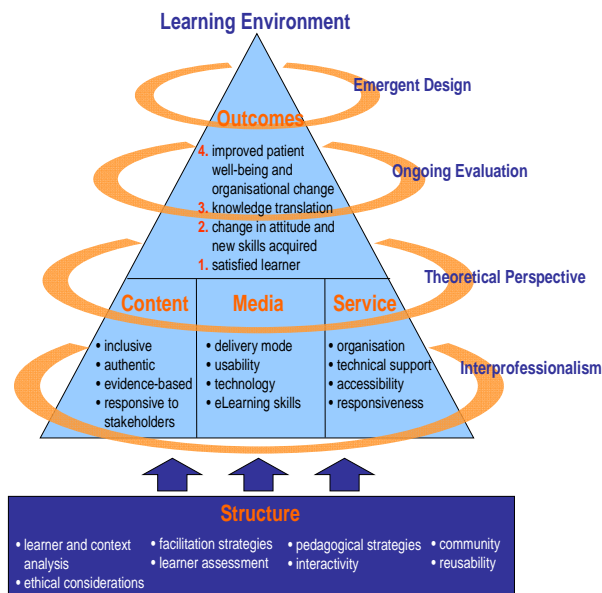 Learning Environment
Emergent Design
Outcomes
4. improved patient
well-being and
organisational change
Ongoing Evaluation
3. knowledge translation
2. change in attitude and
new skills acquired
1. satisfied learner
Theoretical Perspective
Content
• inclusive
• authentic
• evidence-based
• responsive to
stakeholders
Media
• delivery mode
• usability
• technology
• eLearning skills
Service
• organisation
• technical support
• accessibility
• responsiveness
Interprofessionalism
Structure
• learner and context
analysis
• ethical considerations
• facilitation strategies
• learner assessment
• pedagogical strategies
• interactivity
• community
• reusability